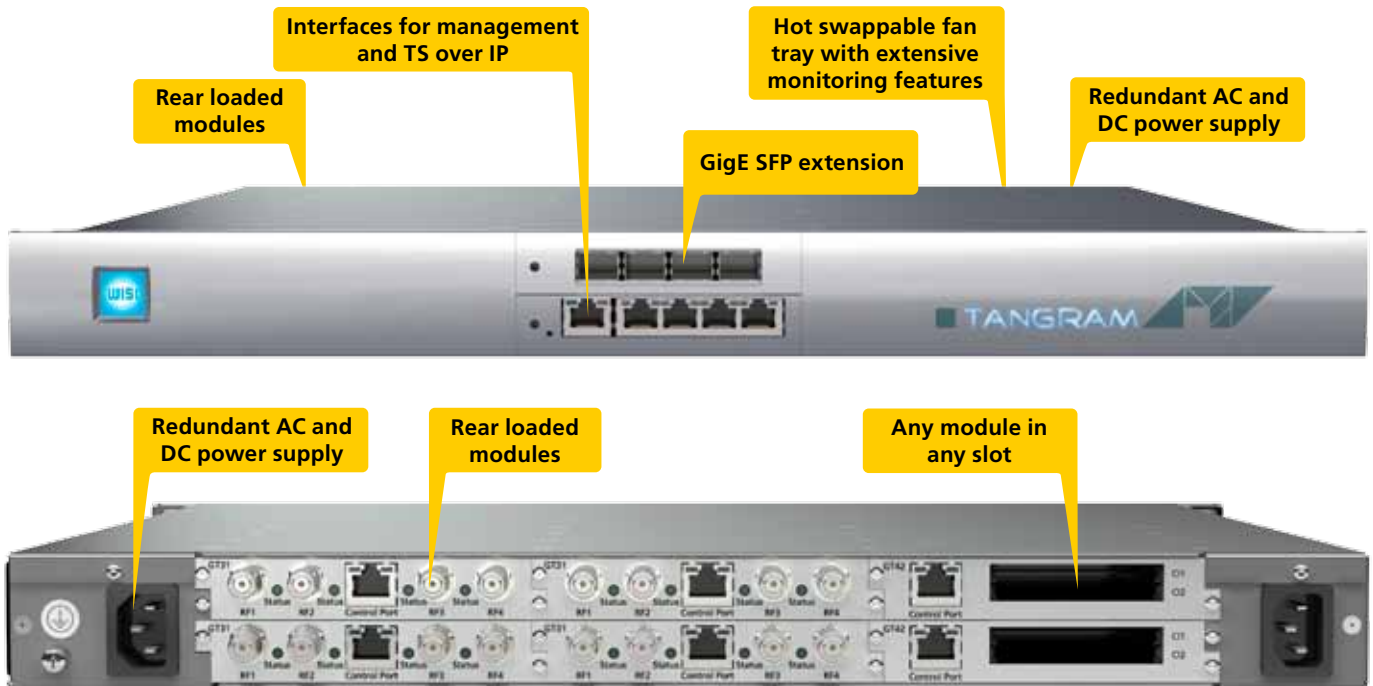 Interfaces for management
and TS over IP
Hot swappable fan
tray with extensive
monitoring features
Rear loaded
modules
Redundant AC and
DC power supply
GigE SFP extension
WISI
TANGRAM
Redundant AC and
DC power supply
Rear loaded
modules
Any module in
any slot
GT31 GT31 GT42
RF1 Status RF2 Status Control Port Status RF3 Status RF4 RF1 Status RF2 Status Control Port Status RF3 Status RF4 Control Port CI1
CI2
GT31 GT31 GT42
RF1 Status RF2 Status Control Port Status RF3 Status RF4 RF1 Status RF2 Status Control Port Status RF3 Status RF4 Control Port CI1
CI2